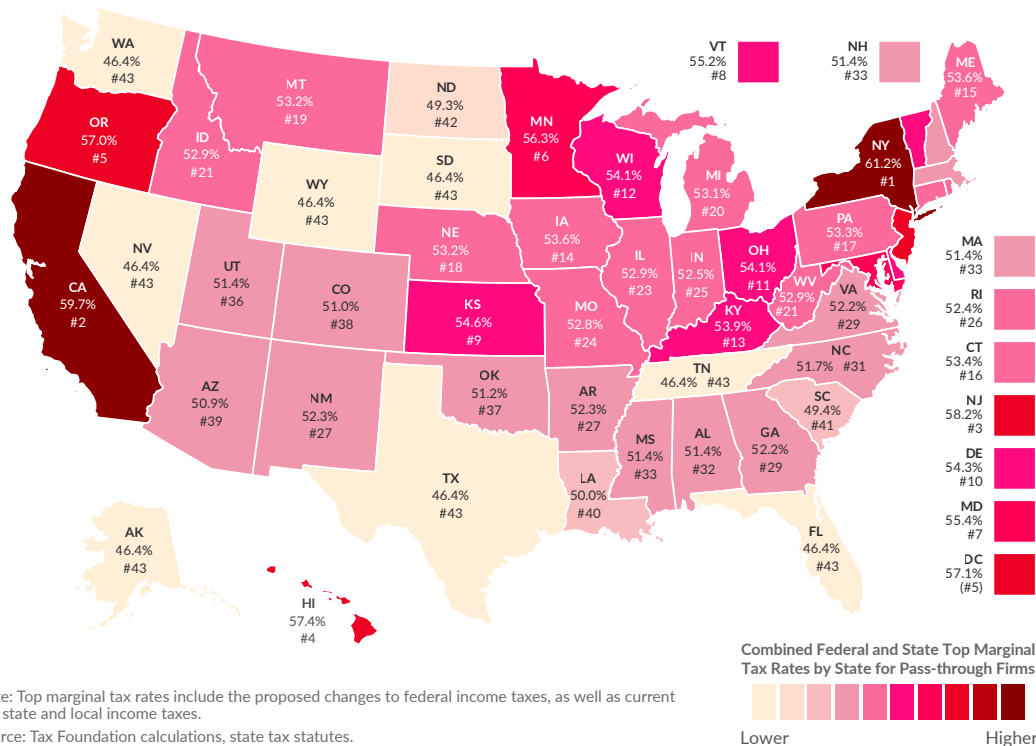 WA
46.4%
#43
MT
53.2%
#19
ND
49.3%
#42
MN
56.3%
#6
VT
55.2%
#8
NH
51.4%
#33
ME
53.6%
#15
OR
57.0%
#5
ID
52.9%
#21
SD
46.4%
#43
WI
54.1%
#12
NY
61.2%
#1
WY
46.4%
#43
MI
53.1%
#20
IA
53.6%
#14
NE
53.2%
#18
PA
53.3%
#17
NV
46.4%
#43
UT
51.4%
#36
IL
52.9%
#23
IN
52.5%
#25
OH
54.1%
#11
MA
51.4%
#33
CA
59.7%
#2
CO
51.0%
#38
KS
54.6%
#9
MO
52.8%
#24
WV
52.9%
#21
VA
52.2%
#29
RI
52.4%
#26
KY
53.9%
#13
CT
53.4%
#16
NC
51.7% #31
TN
46.4% #43
AZ
50.9%
#39
NM
52.3%
#27
OK
51.2%
#37
AR
52.3%
#27
SC
49.4%
#41
NJ
58.2%
#3
MS
51.4%
#33
AL
51.4%
#32
GA
52.2%
#29
DE
54.3%
#10
TX
46.4%
#43
LA
50.0%
#40
MD
55.4%
#7
FL
46.4%
#43
AK
46.4%
#43
DC
57.1%
(#5)
HI
57.4%
#4
Combined Federal and State Top Marginal
Tax Rates by State for Pass-through Firms
Lower Higher
te: Top marginal tax rates include the proposed changes to federal income taxes, as well as current
state and local income taxes.
rce: Tax Foundation calculations, state tax statutes.